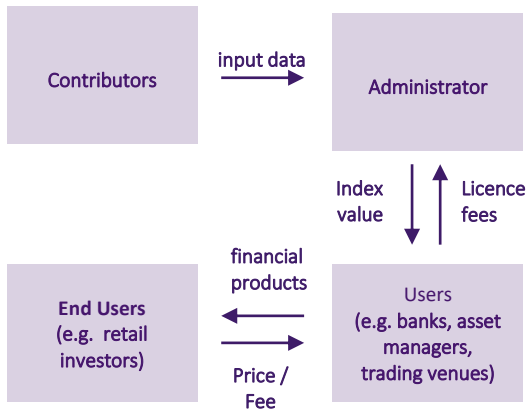 Contributors
input data
Administrator
Index
value
Licence
fees
financial
products
End Users
(e.g. retail
investors)
Price /
Fee
Users
(e.g. banks, asset
managers,
trading venues)